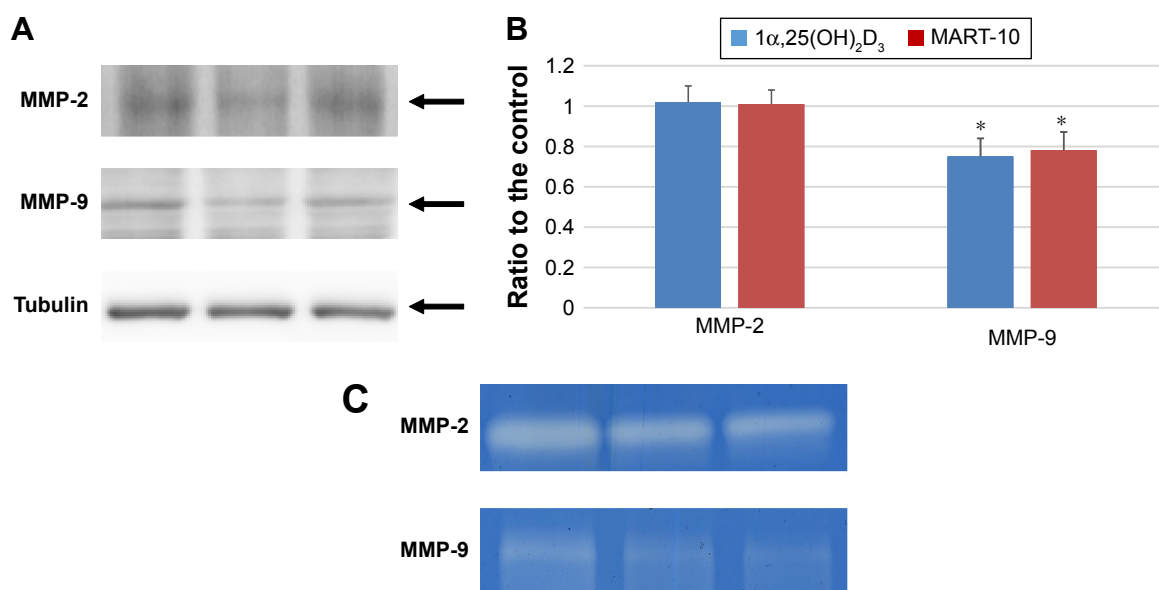 A
MMP-2
MMP-9
Tubulin
B
1α,25(OH)₂D₃ MART-10
Ratio to the control
1.2
1
0.8
0.6
0.4
0.2
0
* *
MMP-2
MMP-9
C
MMP-2
MMP-9